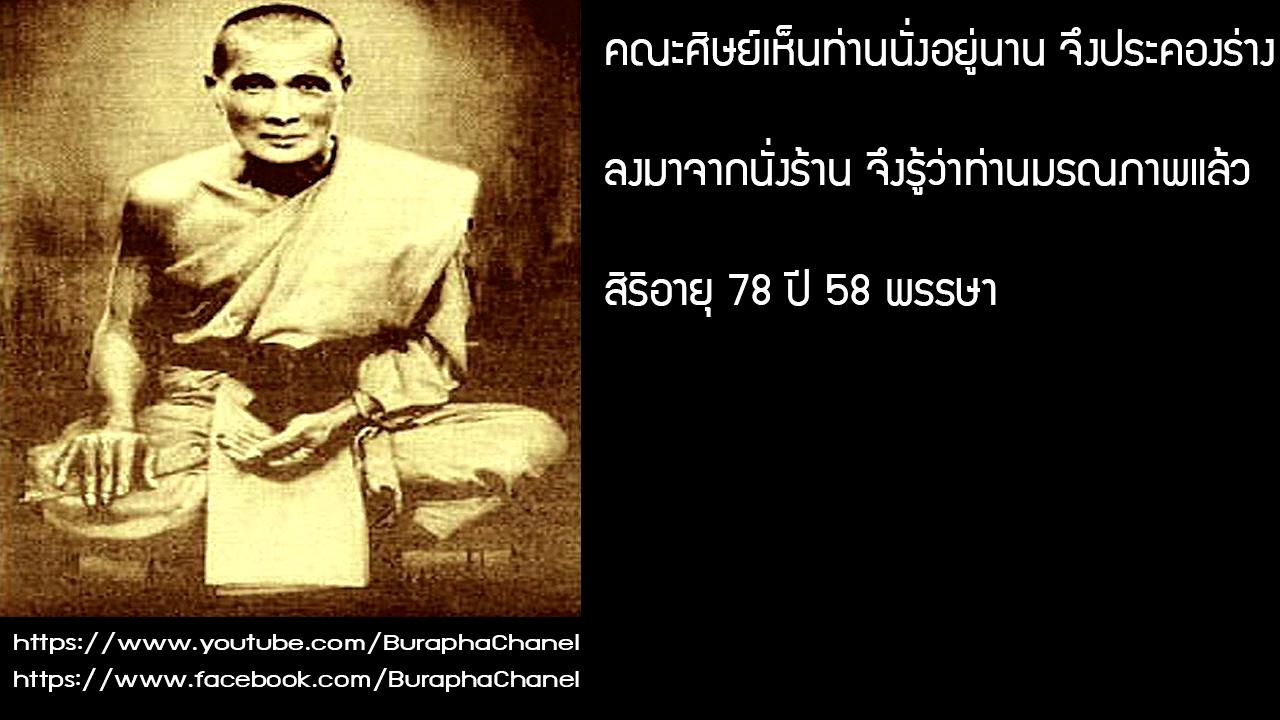 คณะศิษย์เห็นท่านนั่งอยู่นาน จึงประคองร่าง
ลงมาจากนั่งร้าน จึงรู้ว่าท่านมรณภาพแล้ว
สิริอายุ 78 ปี 58 พรรษา
https://www.youtube.com/BuraphaChanel
https://www.facebook.com/BuraphaChanel